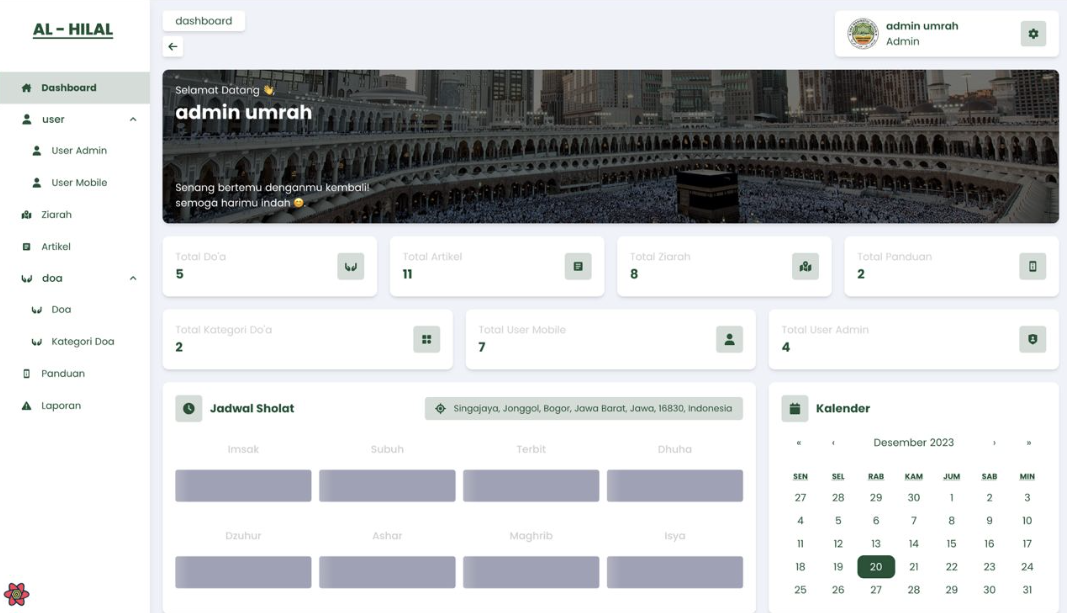 AL - HILAL
Dashboard
user
User Admin
User Mobile
Ziarah
Artikel
doa
Doa
Kategori Doa
Panduan
Laporan
dashboard
admin umrah
Admin
Selamat Datang 👋,
admin umrah
Senang bertemu denganmu kembali!
semoga harimu indah 😊.
Total Do'a
5
Total Artikel
11
Total Ziarah
8
Total Panduan
2
Total Kategori Do'a
2
Total User Mobile
7
Total User Admin
4
Jadwal Sholat
Singajaya, Jonggol, Bogor, Jawa Barat, Jawa, 16830, Indonesia
Imsak Subuh Terbit Dhuha
Dzuhur Ashar Maghrib Isya
Kalender
« ‹ Desember 2023 › »
SEN SEL RAB KAM JUM SAB MIN
27 28 29 30 1 2 3
4 5 6 7 8 9 10
11 12 13 14 15 16 17
18 19 20 21 22 23 24
25 26 27 28 29 30 31